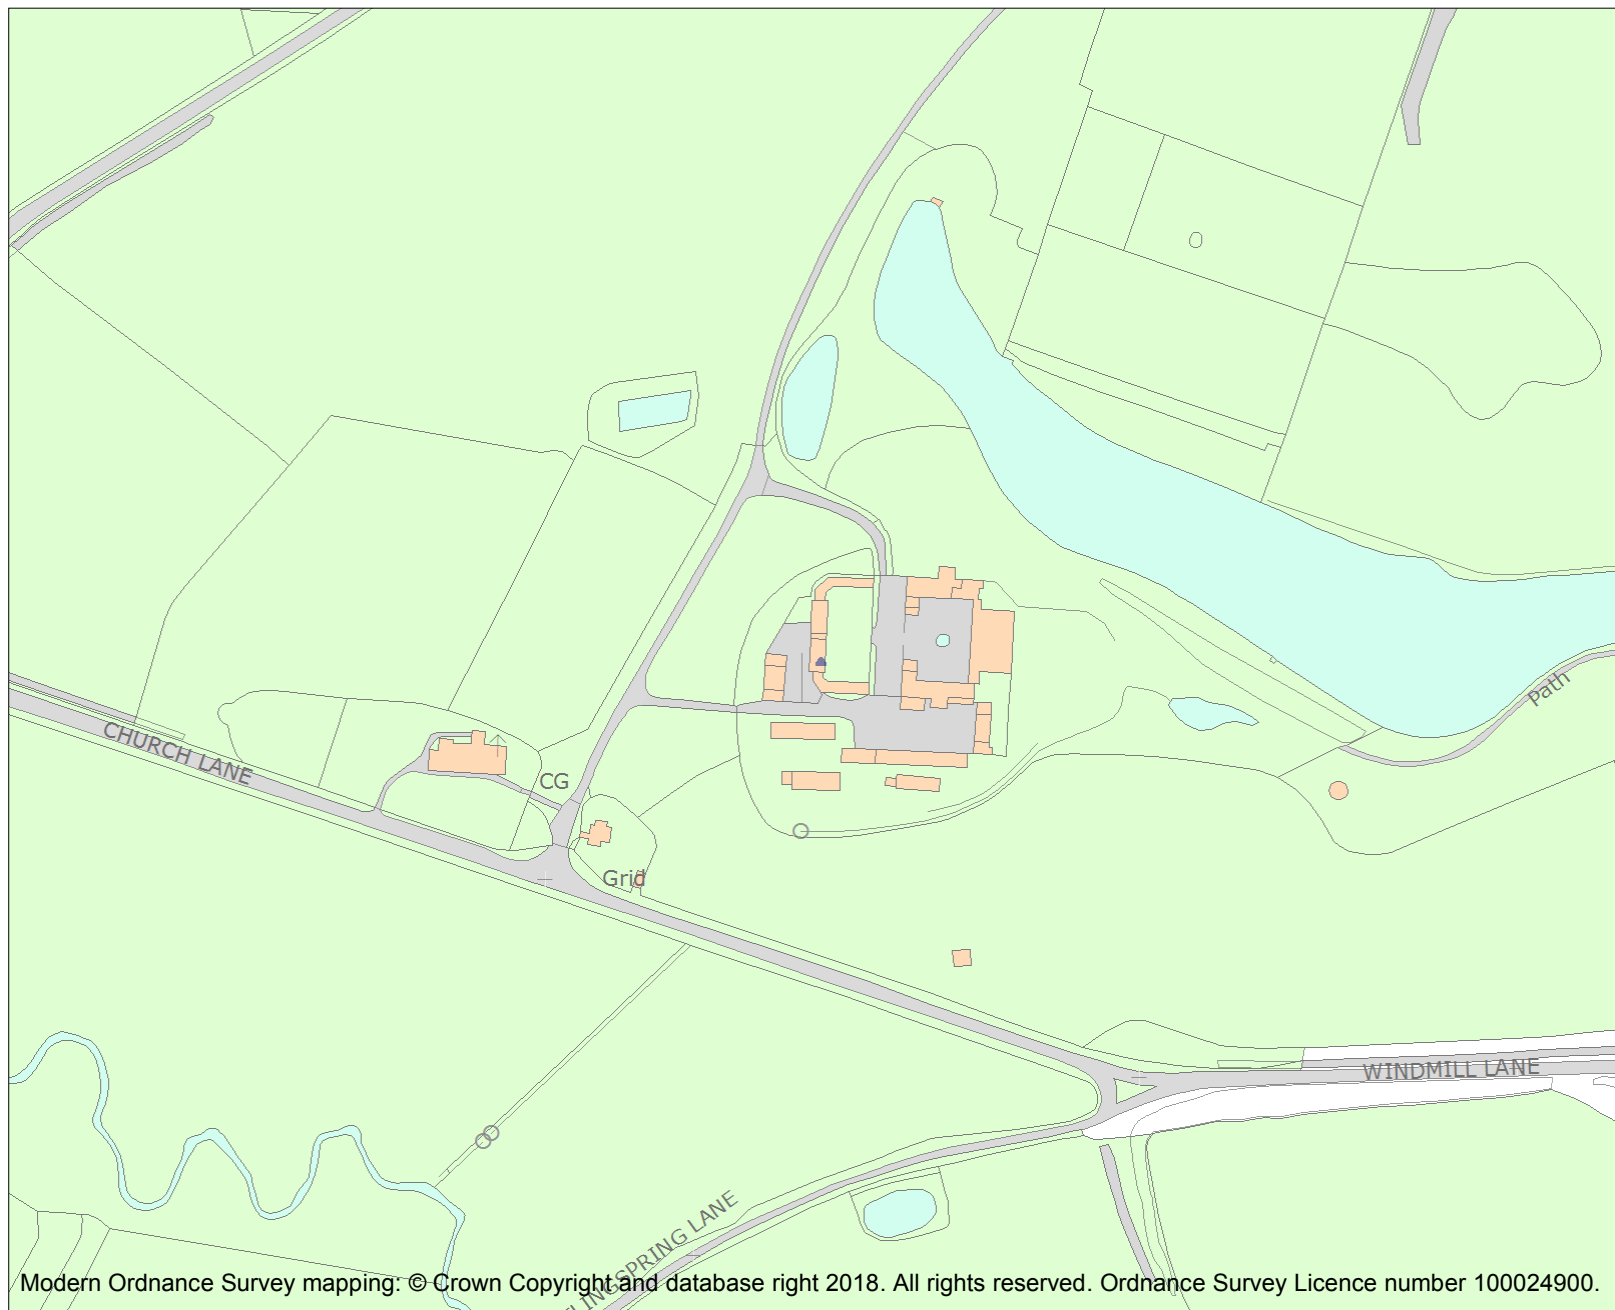 Path
CHURCH LANE
CG
Grid
WINDMILL LANE
LINGSPRING LANE
Modern Ordnance Survey mapping: © Crown Copyright and database right 2018. All rights reserved. Ordnance Survey Licence number 100024900.